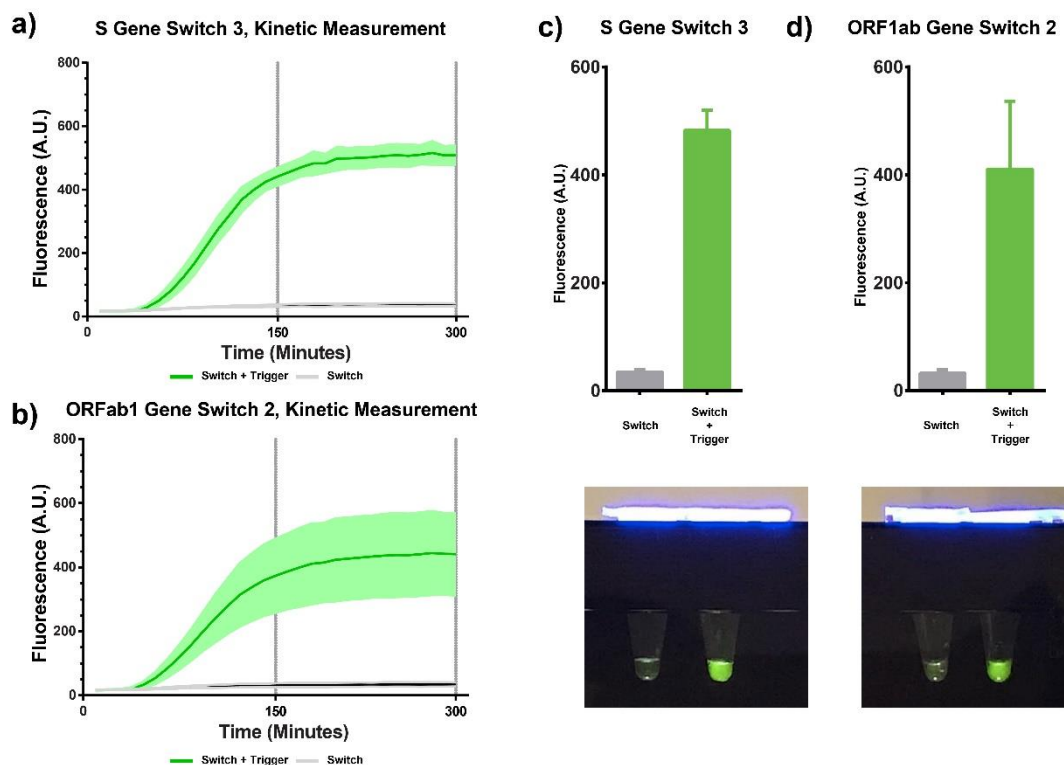 a)
S Gene Switch 3, Kinetic Measurement
800
600
400
200
0
Fluorescence (A.U.)
0 150 300
Time (Minutes)
Switch + Trigger Switch
b)
ORFab1 Gene Switch 2, Kinetic Measurement
800
600
400
200
0
Fluorescence (A.U.)
0 150 300
Time (Minutes)
Switch + Trigger Switch
c)
S Gene Switch 3
600
400
200
0
Fluorescence (A.U.)
Switch
Switch
+
Trigger
d)
ORF1ab Gene Switch 2
600
400
200
0
Fluorescence (A.U.)
Switch
Switch
+
Trigger